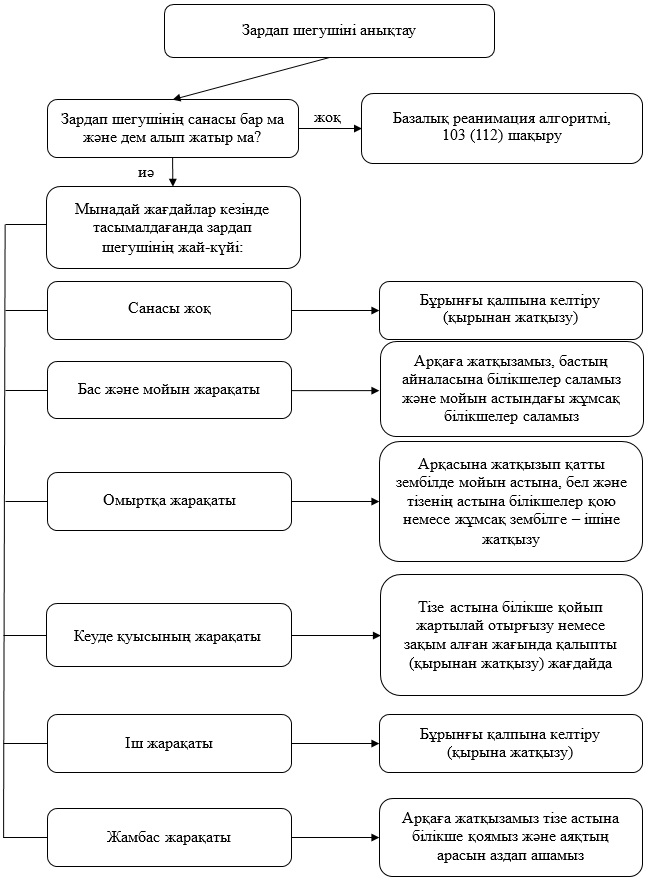 Зардап шегушіні анықтау
Зардап шегушінің санасы бар ма
және дем алып жатыр ма?
жоқ
Базалық реанимация алгоритмі,
103 (112) шақыру
иә
Мынадай жағдайлар кезінде
тасымалдағанда зардап
шегушінің жай-күйі:
Санасы жоқ
Бұрынғы қалпына келтіру
(қырынан жатқызу)
Бас және мойын жарақаты
Арқаға жатқызамыз, бастың
айналасына білікшелер саламыз
және мойын астындағы жұмсақ
білікшелер саламыз
Омыртқа жарақаты
Арқасына жатқызып қатты
зембілде мойын астына, бел және
тізенің астына білікшелер қою
немесе жұмсақ зембілге – ішіне
жатқызу
Кеуде қуысының жарақаты
Тізе астына білікше қойып
жартылай отырғызу немесе
зақым алған жағында қалыпты
(қырынан жатқызу) жағдайда
Іш жарақаты
Бұрынғы қалпына келтіру
(қырына жатқызу)
Жамбас жарақаты
Арқаға жатқызамыз тізе астына
білікше қоямыз және аяқтың
арасын аздап ашамыз